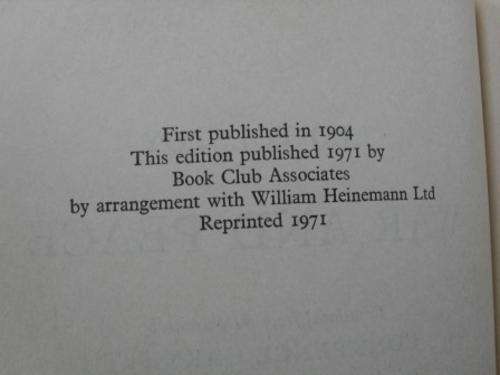 First published in 1904
This edition published 1971 by
Book Club Associates
by arrangement with William Heinemann Ltd
Reprinted 1971